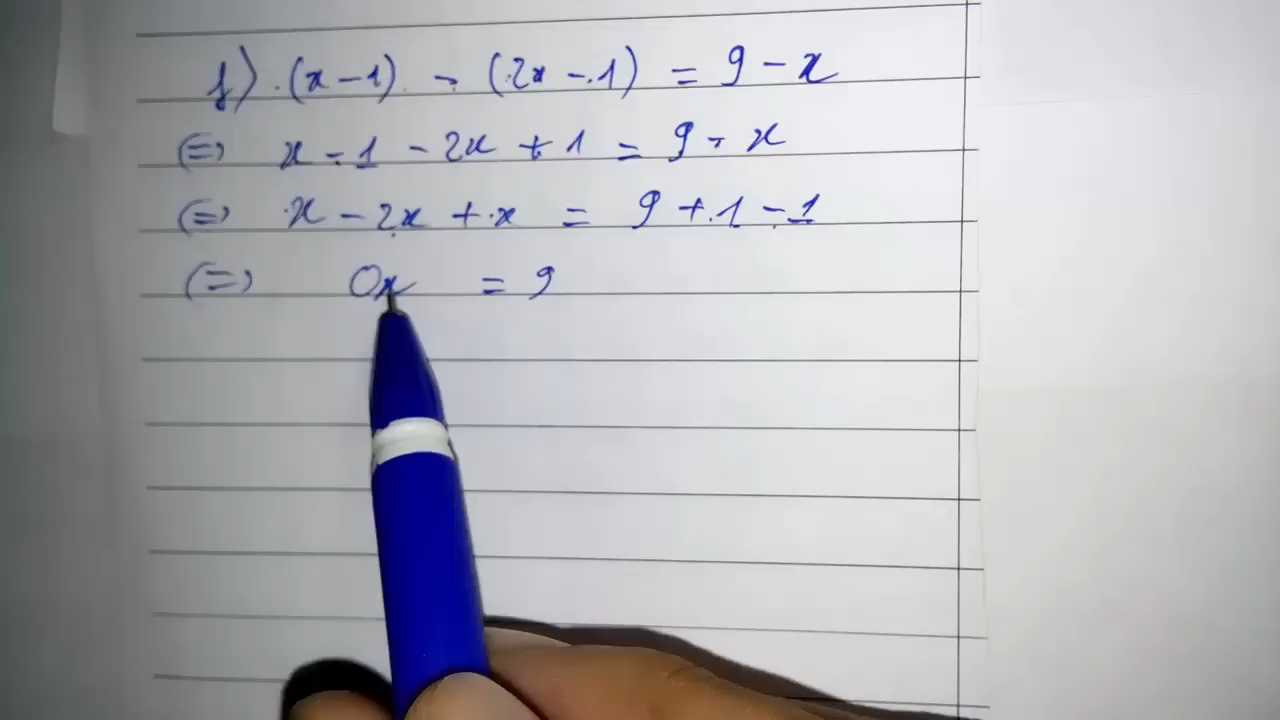 f) (x - 1) - (2x - 1) = 9 - x
(=) x - 1 - 2x + 1 = 9 - x
(=) x - 2x + x = 9 + 1 - 1
(=) 0x = 9